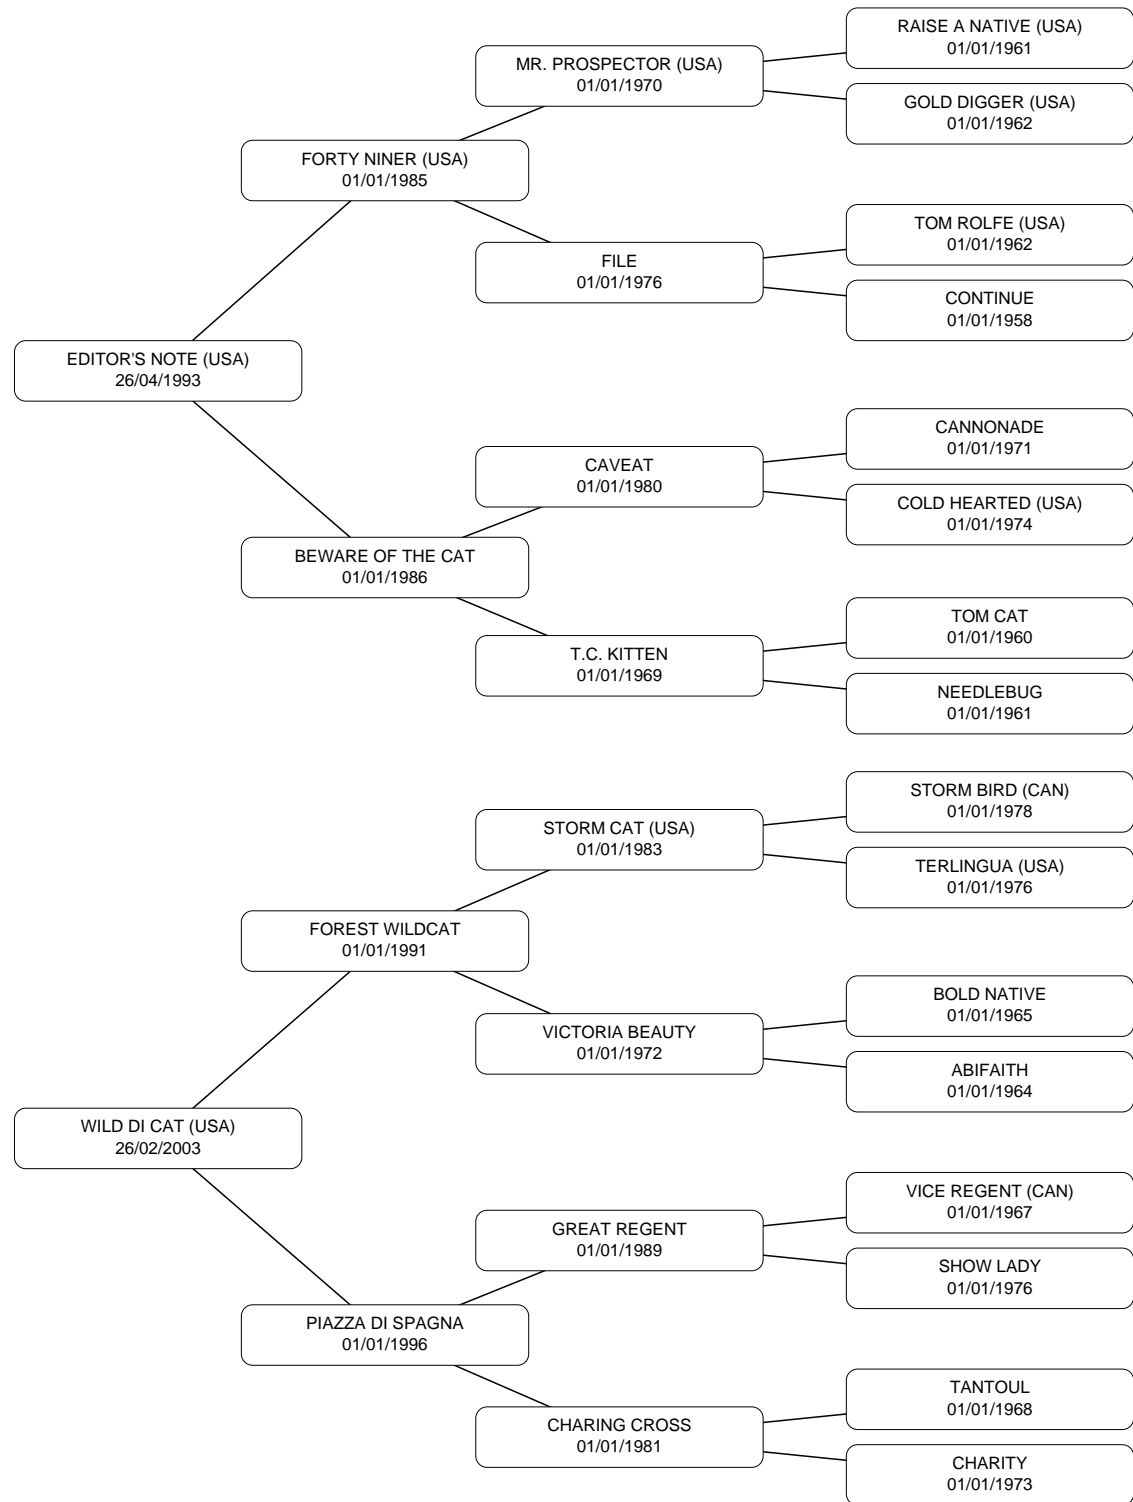 RAISE A NATIVE (USA)
01/01/1961
MR. PROSPECTOR (USA)
01/01/1970
GOLD DIGGER (USA)
01/01/1962
FORTY NINER (USA)
01/01/1985
TOM ROLFE (USA)
01/01/1962
FILE
01/01/1976
CONTINUE
01/01/1958
EDITOR'S NOTE (USA)
26/04/1993
CANNONADE
01/01/1971
CAVEAT
01/01/1980
COLD HEARTED (USA)
01/01/1974
BEWARE OF THE CAT
01/01/1986
TOM CAT
01/01/1960
T.C. KITTEN
01/01/1969
NEEDLEBUG
01/01/1961
STORM BIRD (CAN)
01/01/1978
STORM CAT (USA)
01/01/1983
TERLINGUA (USA)
01/01/1976
FOREST WILDCAT
01/01/1991
BOLD NATIVE
01/01/1965
VICTORIA BEAUTY
01/01/1972
ABIFAITH
01/01/1964
WILD DI CAT (USA)
26/02/2003
VICE REGENT (CAN)
01/01/1967
GREAT REGENT
01/01/1989
SHOW LADY
01/01/1976
PIAZZA DI SPAGNA
01/01/1996
TANTOUL
01/01/1968
CHARING CROSS
01/01/1981
CHARITY
01/01/1973